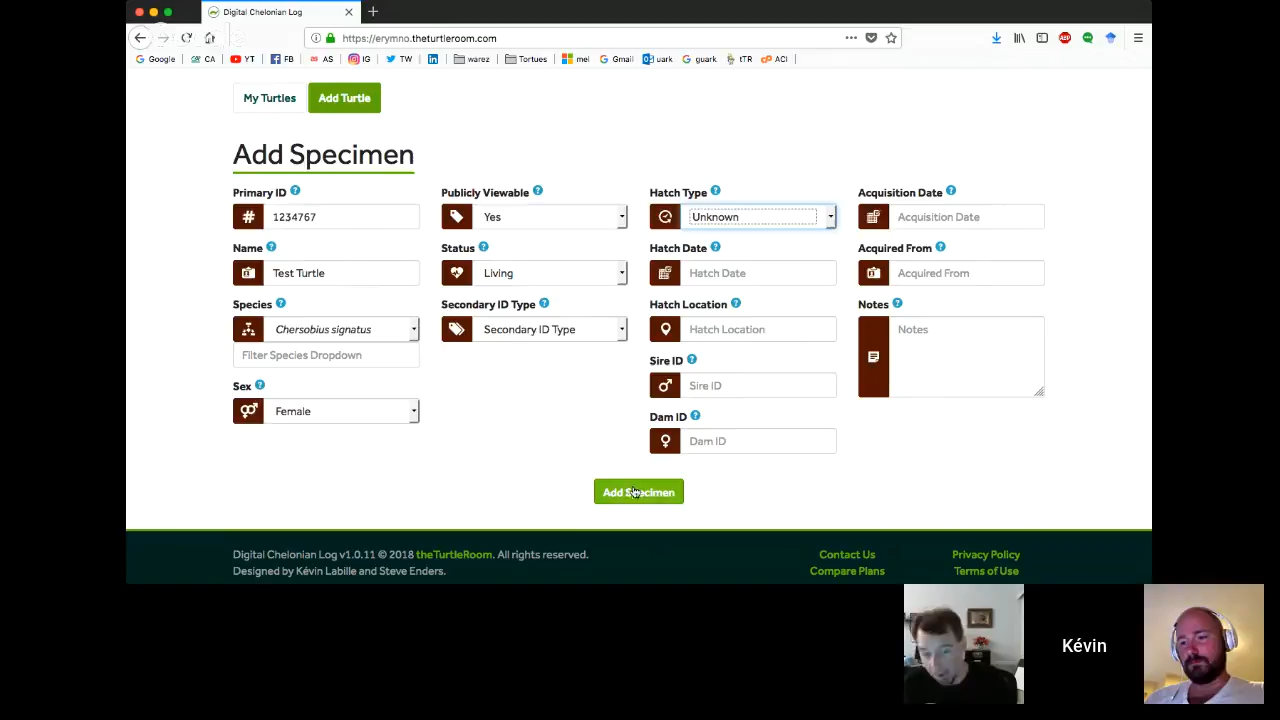 Digital Chelonian Log
https://erymno.theturtleroom.com
Google CA YT FB AS IG TW warez Tortues mel Gmail uark guark tTR ACI
My Turtles Add Turtle
Add Specimen
Primary ID Publicly Viewable Hatch Type Acquisition Date
1234767 Yes Unknown Acquisition Date
Name Status Hatch Date Acquired From
Test Turtle Living Hatch Date Acquired From
Species Secondary ID Type Hatch Location Notes
Chersobius signatus Secondary ID Type Hatch Location Notes
Filter Species Dropdown
Sire ID
Sex
Sire ID
Female
Dam ID
Dam ID
Add Specimen
Digital Chelonian Log v1.0.11 © 2018 theTurtleRoom. All rights reserved. Contact Us Privacy Policy
Designed by Kévin Labille and Steve Enders. Compare Plans Terms of Use
Kévin